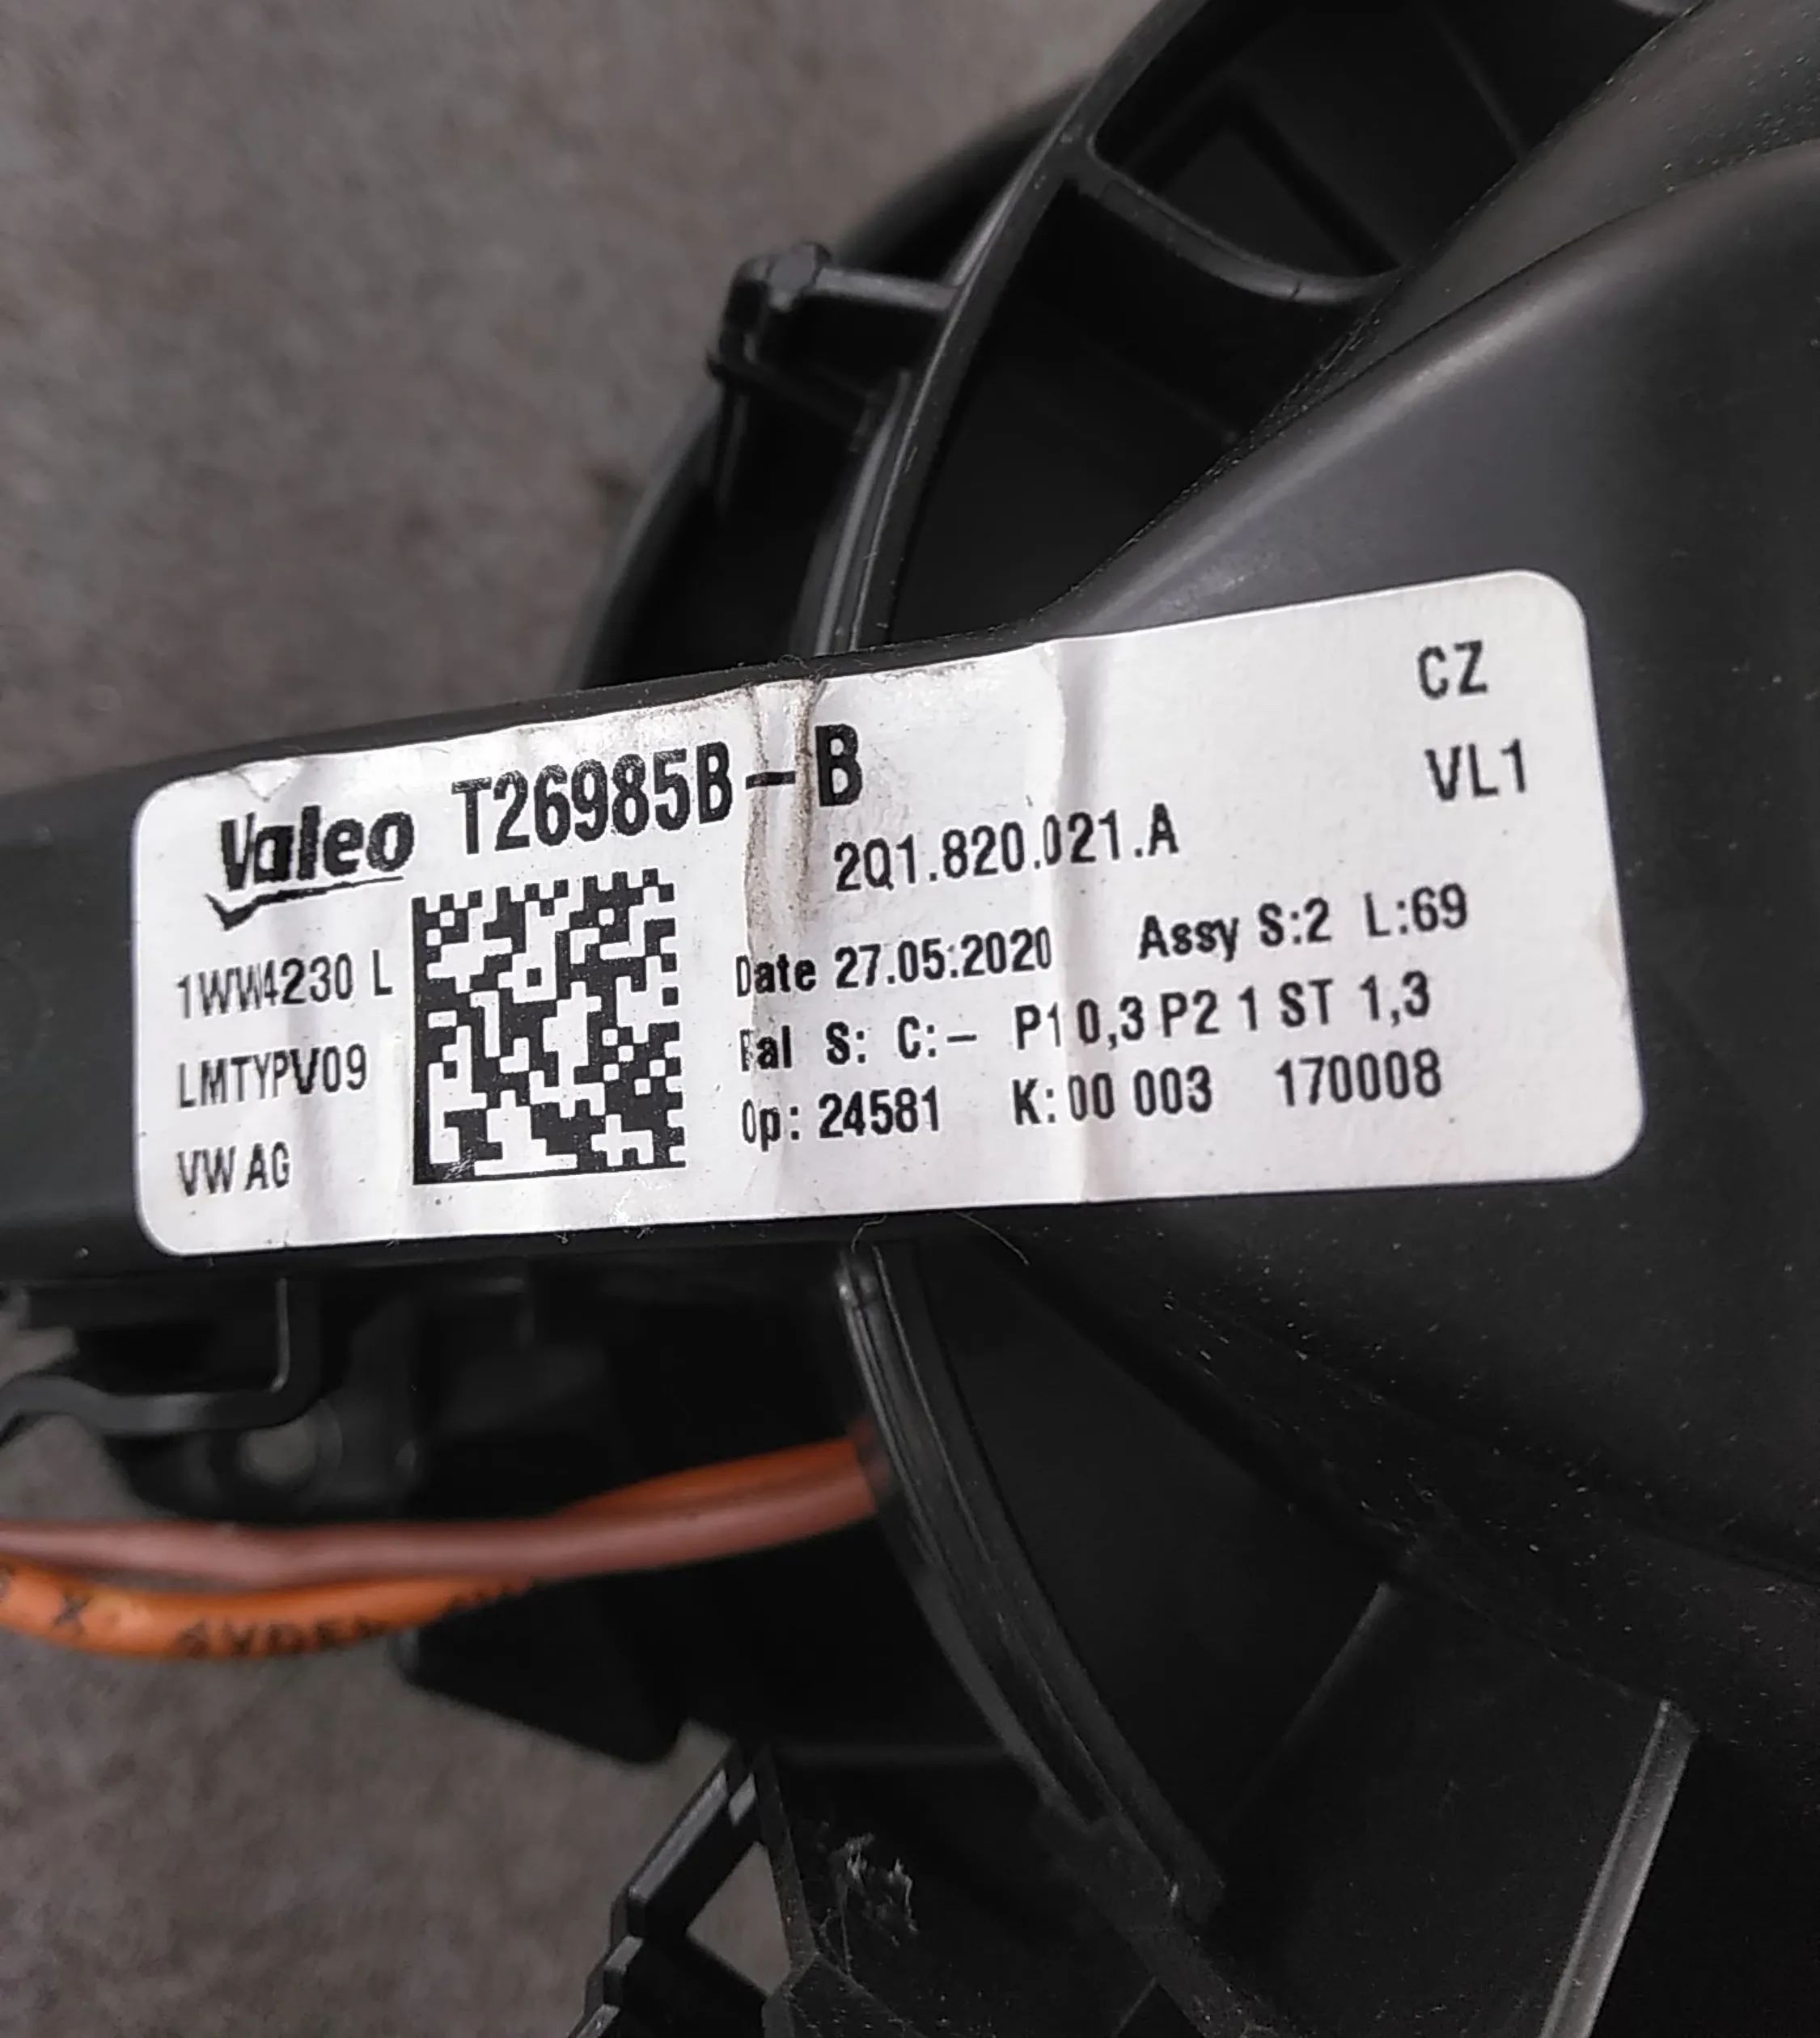 CZ
Valeo T26985B-B
VL1
2Q1.820.021.A
1WW4230 L
Date 27.05:2020 Assy S:2 L:69
LMTYPV09
Pal S: C:- P1 0,3 P2 1 ST 1,3
VW AG
Op: 24581 K:00 003 170008